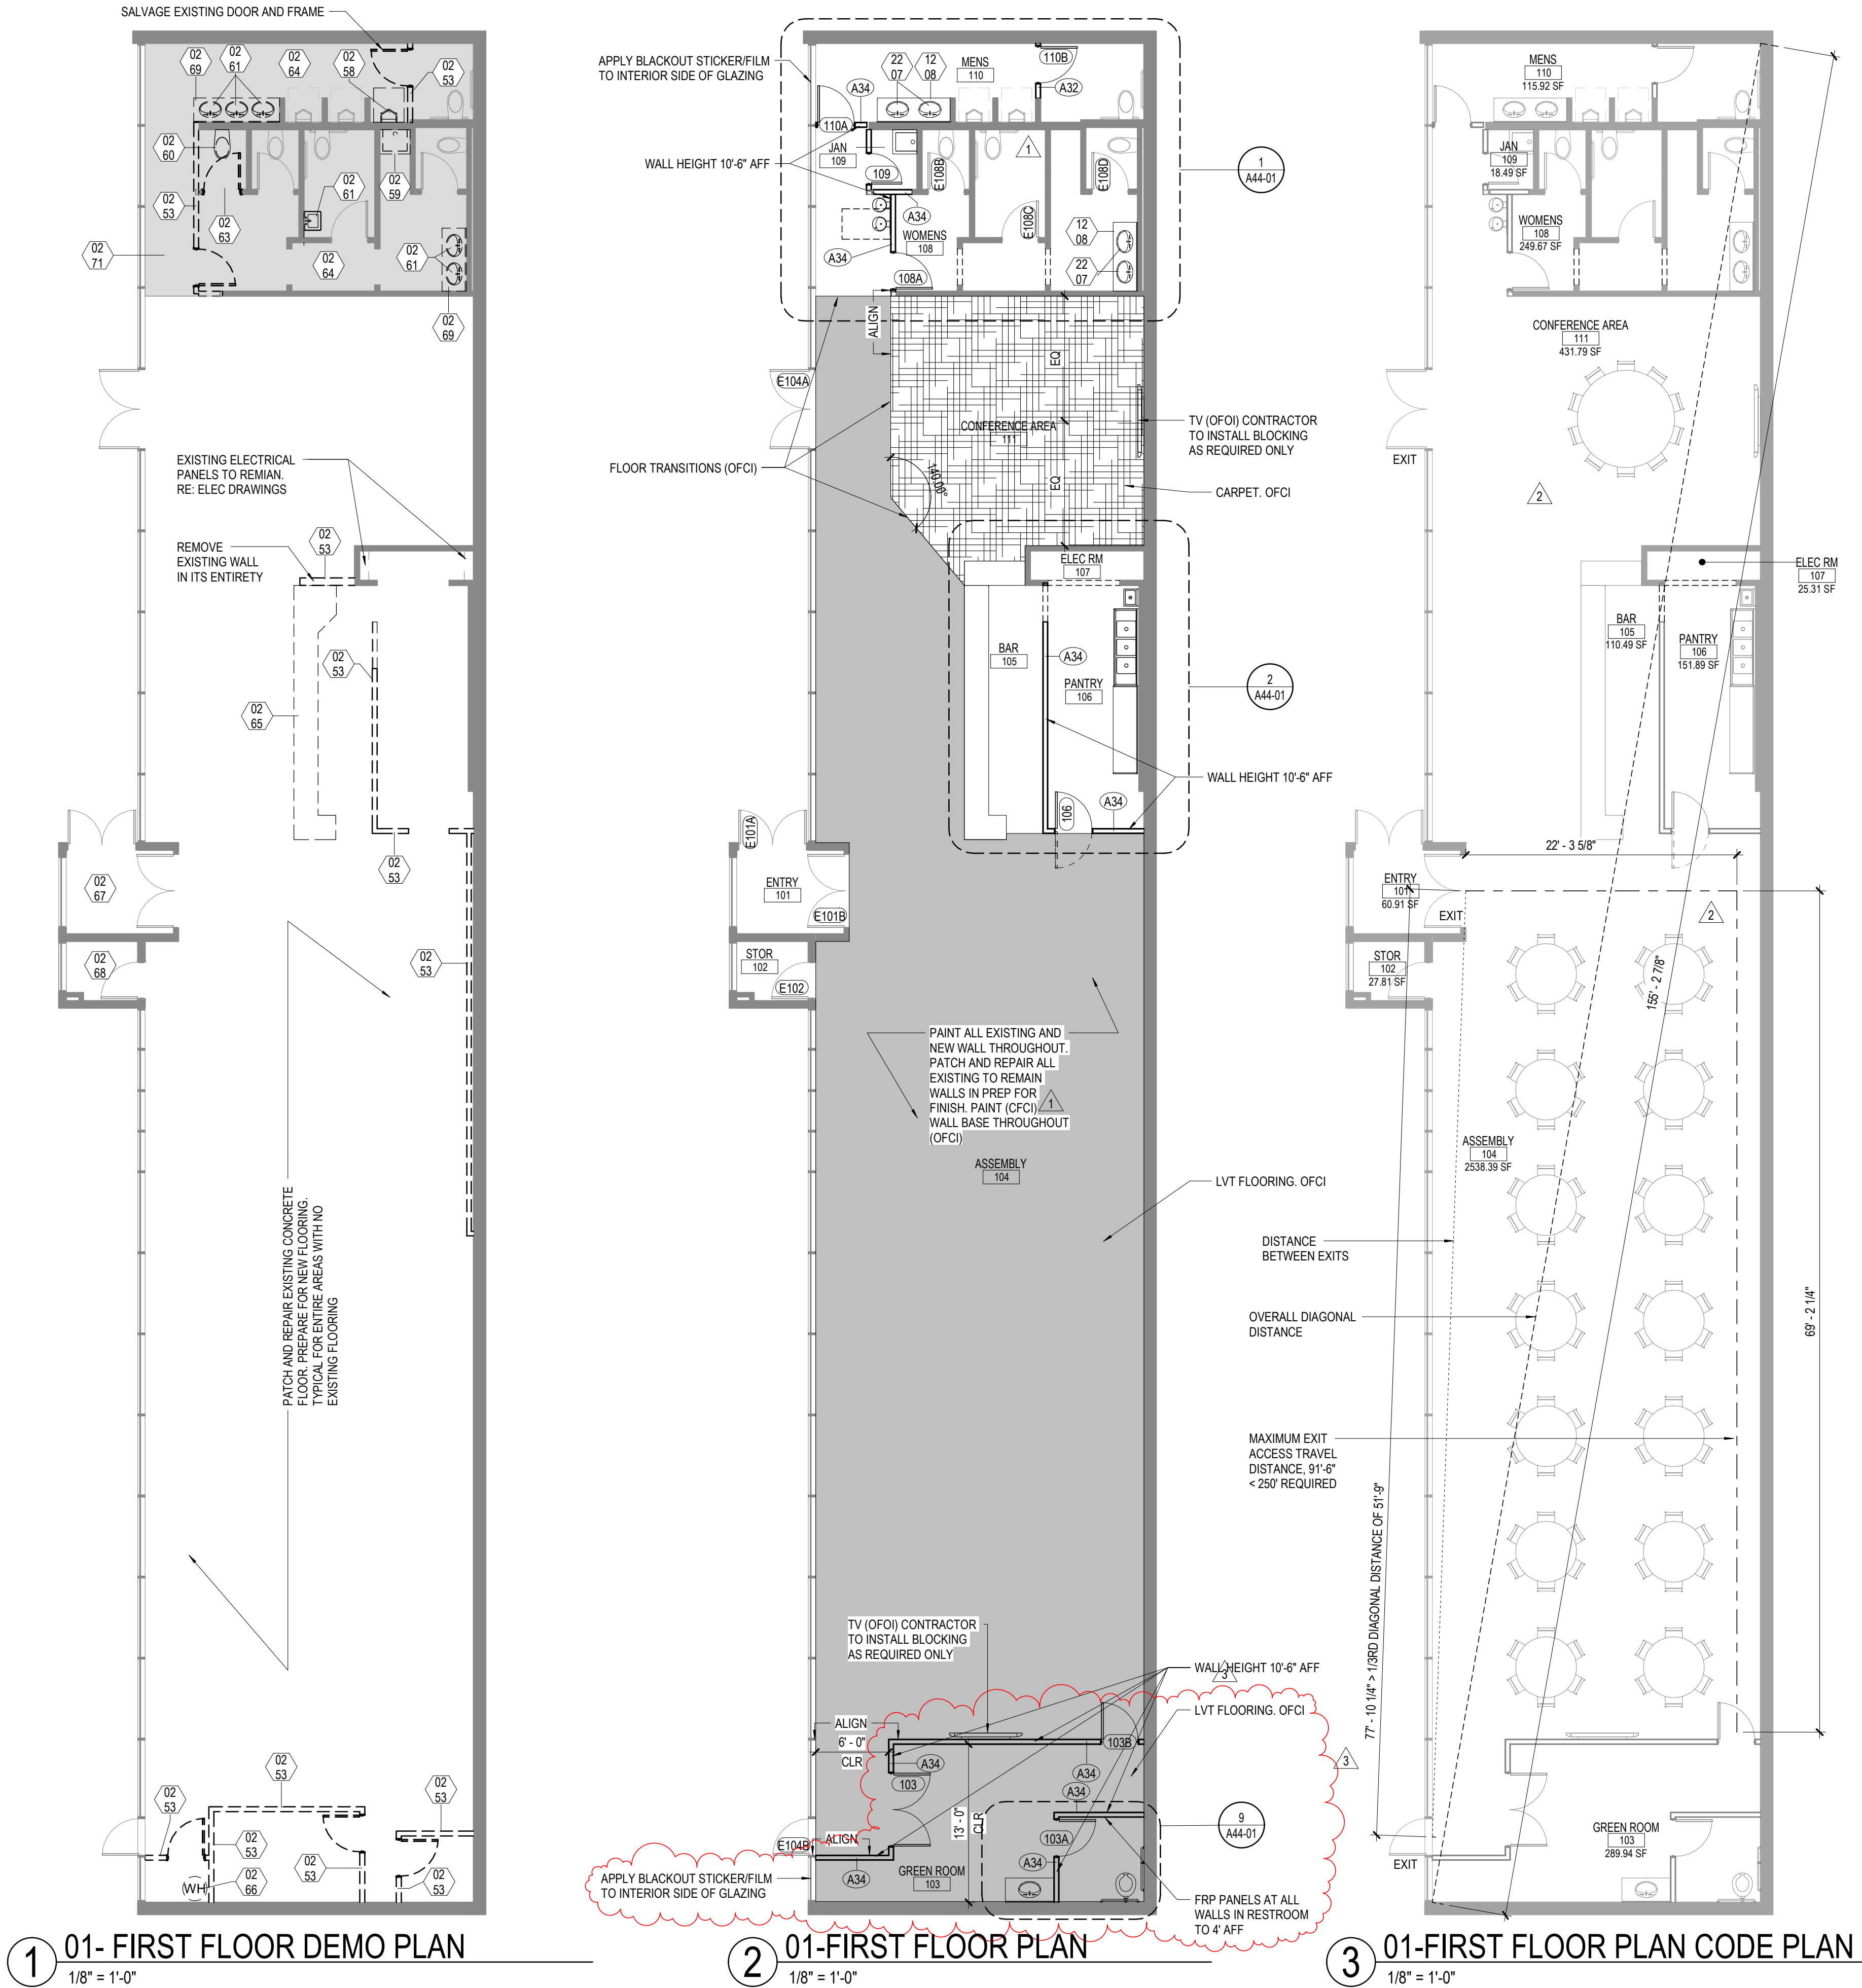 SALVAGE EXISTING DOOR AND FRAME
02
69
02
61
02
64
02
58
02
53
02
60
02
53
02
63
02
61
02
59
02
71
02
64
02
61
02
69
EXISTING ELECTRICAL
PANELS TO REMIAN.
RE: ELEC DRAWINGS
REMOVE
EXISTING WALL
IN ITS ENTIRETY
02
53
02
53
02
65
02
53
02
67
02
68
02
53
PATCH AND REPAIR EXISTING CONCRETE
FLOOR. PREPARE FOR NEW FLOORING.
TYPICAL FOR ENTIRE AREAS WITH NO
EXISTING FLOORING
02
53
02
53
02
53
02
53
02
66
02
53
02
53
WH
1
01- FIRST FLOOR DEMO PLAN
1/8" = 1'-0"
APPLY BLACKOUT STICKER/FILM
TO INTERIOR SIDE OF GLAZING
22
07
12
08
MENS
110
110B
A34
A32
110A
JAN
109
1
WALL HEIGHT 10'-6" AFF
109
E108B
E108D
1
A44-01
A34
E108C
WOMENS
108
12
08
A34
22
07
108A
ALIGN
EQ
E104A
CONFERENCE AREA
111
TV (OFOI) CONTRACTOR
TO INSTALL BLOCKING
AS REQUIRED ONLY
FLOOR TRANSITIONS (OFCI)
140.00°
EQ
CARPET. OFCI
ELEC RM
107
BAR
105
A34
PANTRY
106
2
A44-01
WALL HEIGHT 10'-6" AFF
106
A34
E101A
ENTRY
101
E101B
STOR
102
E102
PAINT ALL EXISTING AND
NEW WALL THROUGHOUT.
PATCH AND REPAIR ALL
EXISTING TO REMAIN
WALLS IN PREP FOR
FINISH. PAINT (CFCI)
1
WALL BASE THROUGHOUT
(OFCI)
ASSEMBLY
104
LVT FLOORING. OFCI
TV (OFOI) CONTRACTOR
TO INSTALL BLOCKING
AS REQUIRED ONLY
WALL HEIGHT 10'-6" AFF
3
LVT FLOORING. OFCI
ALIGN
6' - 0"
CLR
103B
A34
103
A34
A34
3
13' - 0"
CLR
9
A44-01
E104B
ALIGN
103A
A34
A34
GREEN ROOM
103
APPLY BLACKOUT STICKER/FILM
TO INTERIOR SIDE OF GLAZING
FRP PANELS AT ALL
WALLS IN RESTROOM
TO 4' AFF
2
01-FIRST FLOOR PLAN
1/8" = 1'-0"
MENS
110
115.92 SF
JAN
109
18.49 SF
WOMENS
108
249.67 SF
CONFERENCE AREA
111
431.79 SF
EXIT
2
ELEC RM
107
25.31 SF
BAR
105
110.49 SF
PANTRY
106
151.89 SF
22' - 3 5/8"
ENTRY
101
60.91 SF
EXIT
2
STOR
102
27.81 SF
155' - 2 7/8"
ASSEMBLY
104
2538.39 SF
DISTANCE
BETWEEN EXITS
OVERALL DIAGONAL
DISTANCE
69' - 2 1/4"
MAXIMUM EXIT
ACCESS TRAVEL
DISTANCE, 91'-6"
< 250' REQUIRED
77' - 10 1/4" > 1/3RD DIAGONAL DISTANCE OF 51'-9"
GREEN ROOM
103
289.94 SF
EXIT
3
01-FIRST FLOOR PLAN CODE PLAN
1/8" = 1'-0"